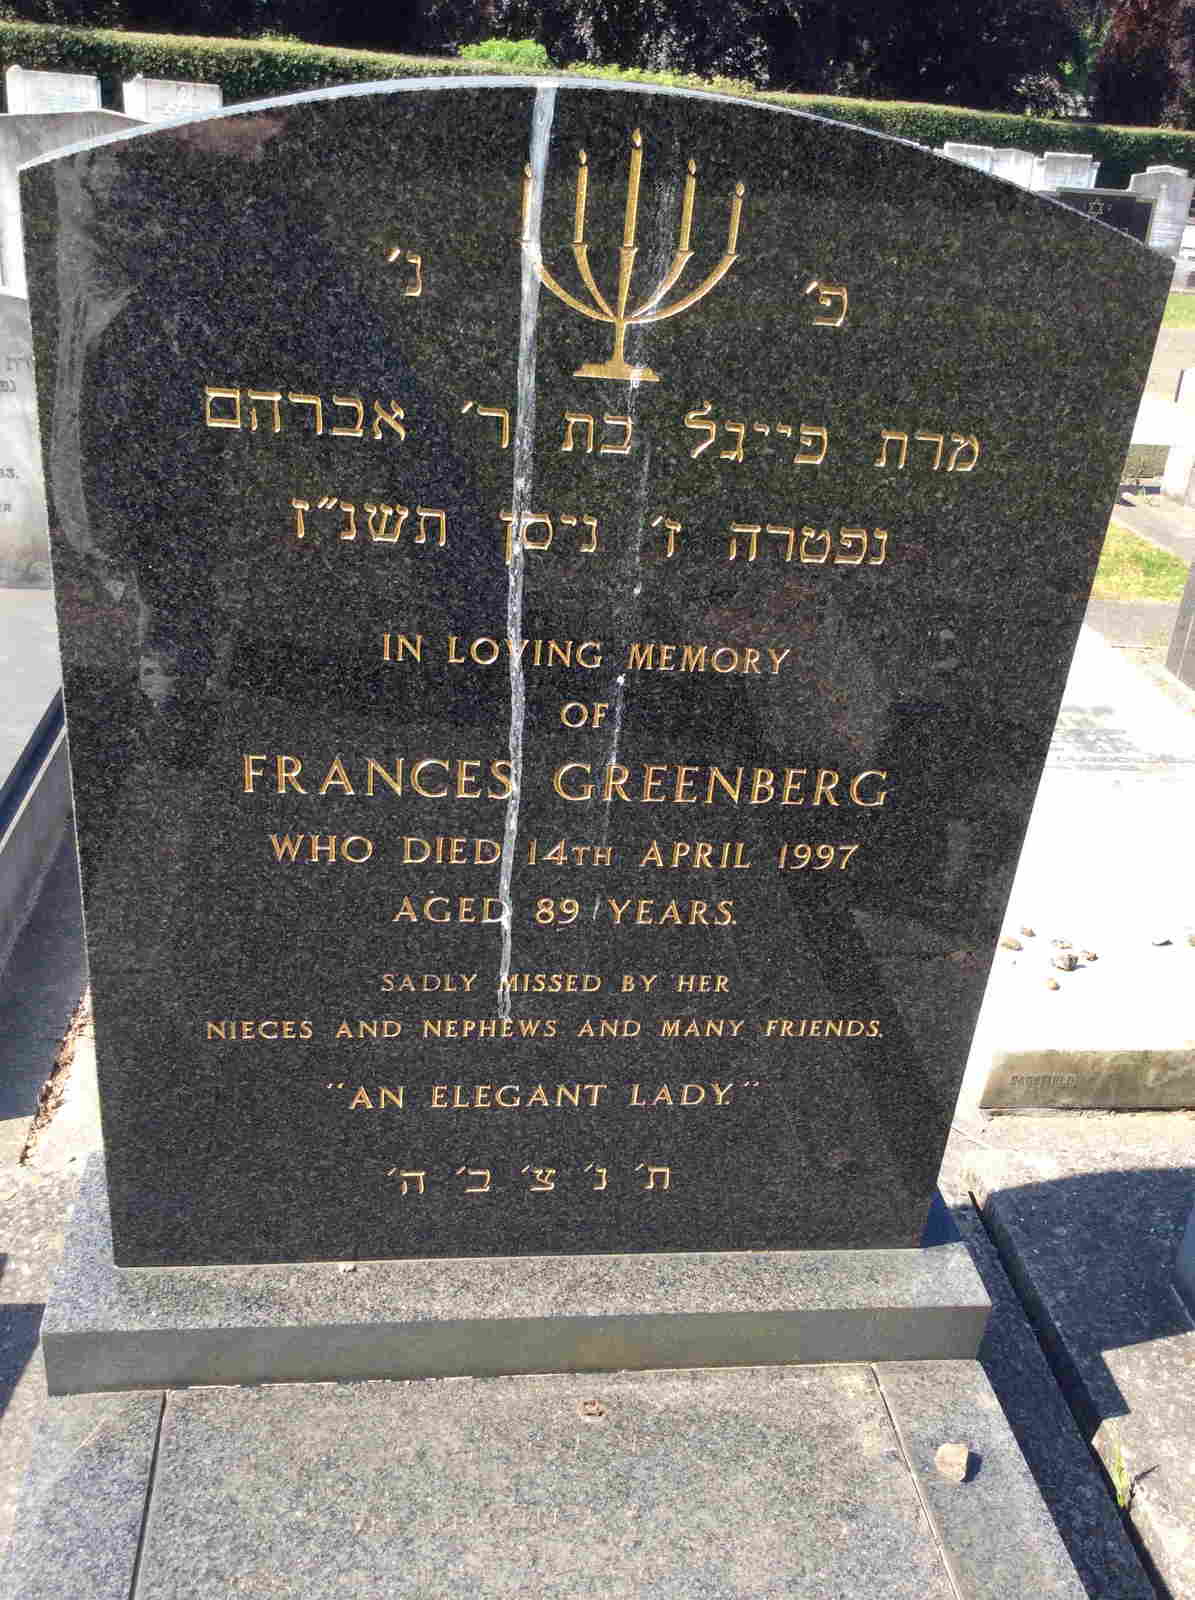 פ׳ נ׳
מרת פייגל בת ר׳ אברהם
נפטרה ז׳ ניסן תשנ״ז
IN LOVING MEMORY
OF
FRANCES GREENBERG
WHO DIED 14TH APRIL 1997
AGED 89 YEARS.
SADLY MISSED BY HER
NIECES AND NEPHEWS AND MANY FRIENDS.
"AN ELEGANT LADY."
ת׳ נ׳ צ׳ ב׳ ה׳